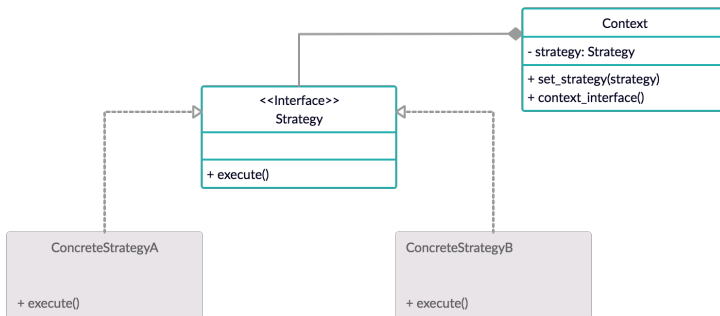 Context
- strategy: Strategy
+ set_strategy(strategy)
+ context_interface()
<<Interface>>
Strategy
+ execute()
ConcreteStrategyA
+ execute()
ConcreteStrategyB
+ execute()